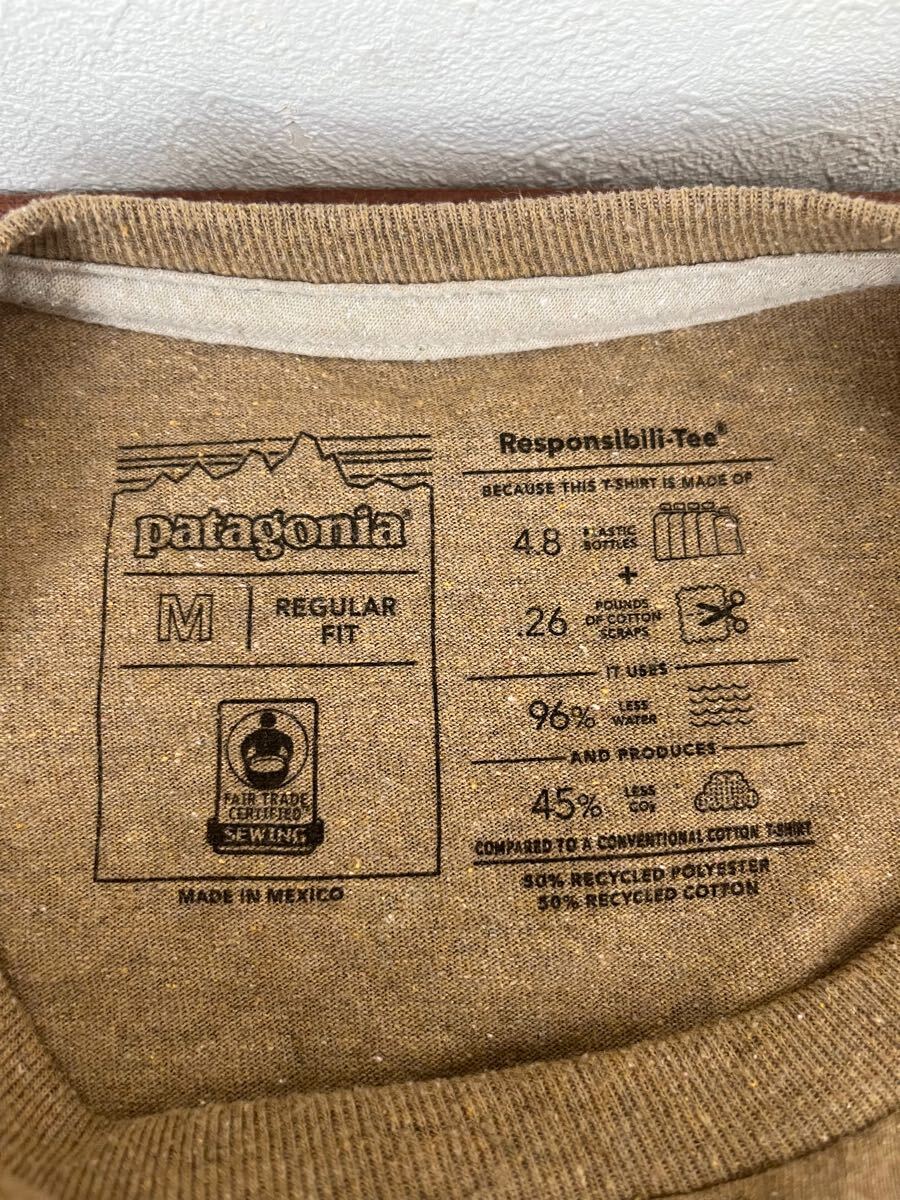 patagonia®
M
REGULAR
FIT
FAIR TRADE
CERTIFIED™
SEWING
MADE IN MEXICO
Responsibili-Tee®
BECAUSE THIS T-SHIRT IS MADE OF
4.8 PLASTIC
BOTTLES
+
.26 POUNDS
OF COTTON
SCRAPS
IT USES
96% LESS
WATER
AND PRODUCES
45% LESS
CO₂
COMPARED TO A CONVENTIONAL COTTON T-SHIRT
50% RECYCLED POLYESTER
50% RECYCLED COTTON